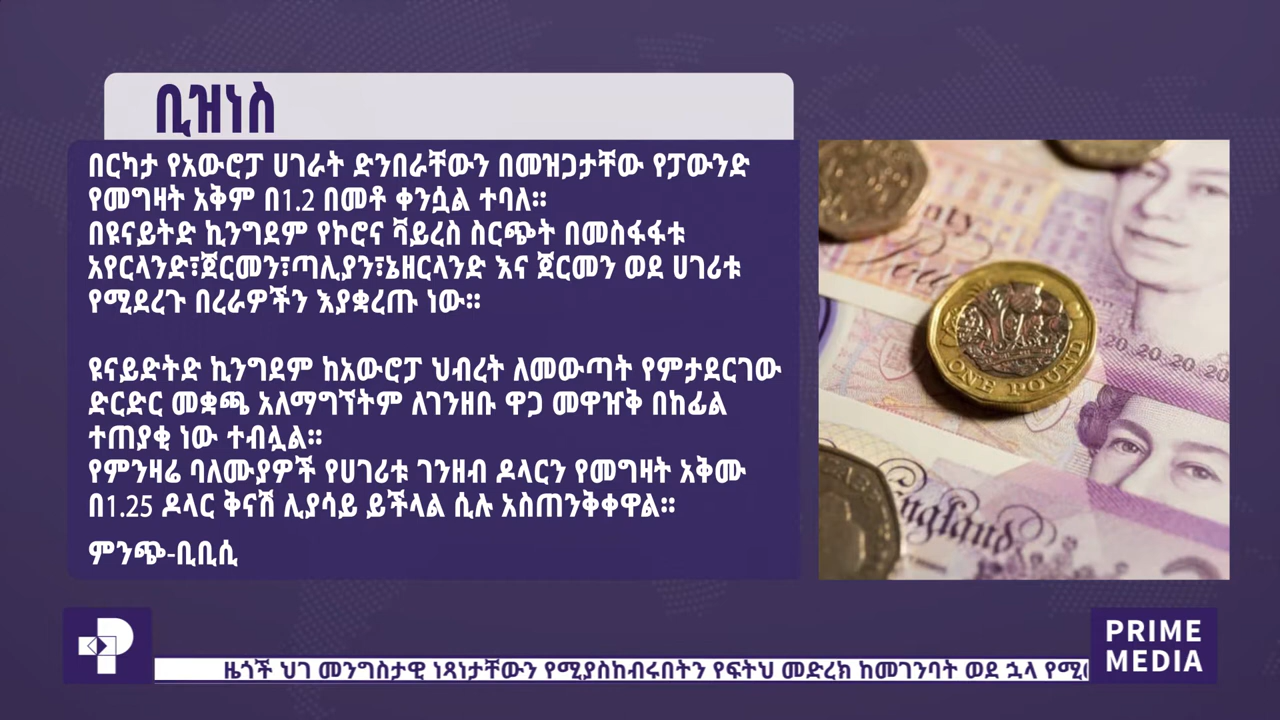 ቢዝነስ
በርካታ የአውሮፓ ሀገራት ድንበራቸውን በመዝጋታቸው የፓውንድ
የመግዛት አቅም በ1.2 በመቶ ቀንሷል ተባለ።
በዩናይትድ ኪንግደም የኮሮና ቫይረስ ስርጭት በመስፋፋቱ
አየርላንድ፣ጀርመን፣ጣሊያን፣ኔዘርላንድ እና ጀርመን ወደ ሀገሪቱ
የሚደረጉ በረራዎችን እያቋረጡ ነው።
ዩናይድትድ ኪንግደም ከአውሮፓ ህብረት ለመውጣት የምታደርገው
ድርድር መቋጫ አለማግኘትም ለገንዘቡ ዋጋ መዋዠቅ በከፊል
ተጠያቂ ነው ተብሏል።
የምንዛሬ ባለሙያዎች የሀገሪቱ ገንዘብ ዶላርን የመግዛት አቅሙ
በ1.25 ዶላር ቅናሽ ሊያሳይ ይችላል ሲሉ አስጠንቅቀዋል።
ምንጭ-ቢቢሲ
ONE POUND
England
20 20 20 20
PRIME
MEDIA
ዜጎች ህገ መንግስታዊ ነጻነታቸውን የሚያስከብሩበትን የፍትህ መድረክ ከመገንባት ወደ ኋላ